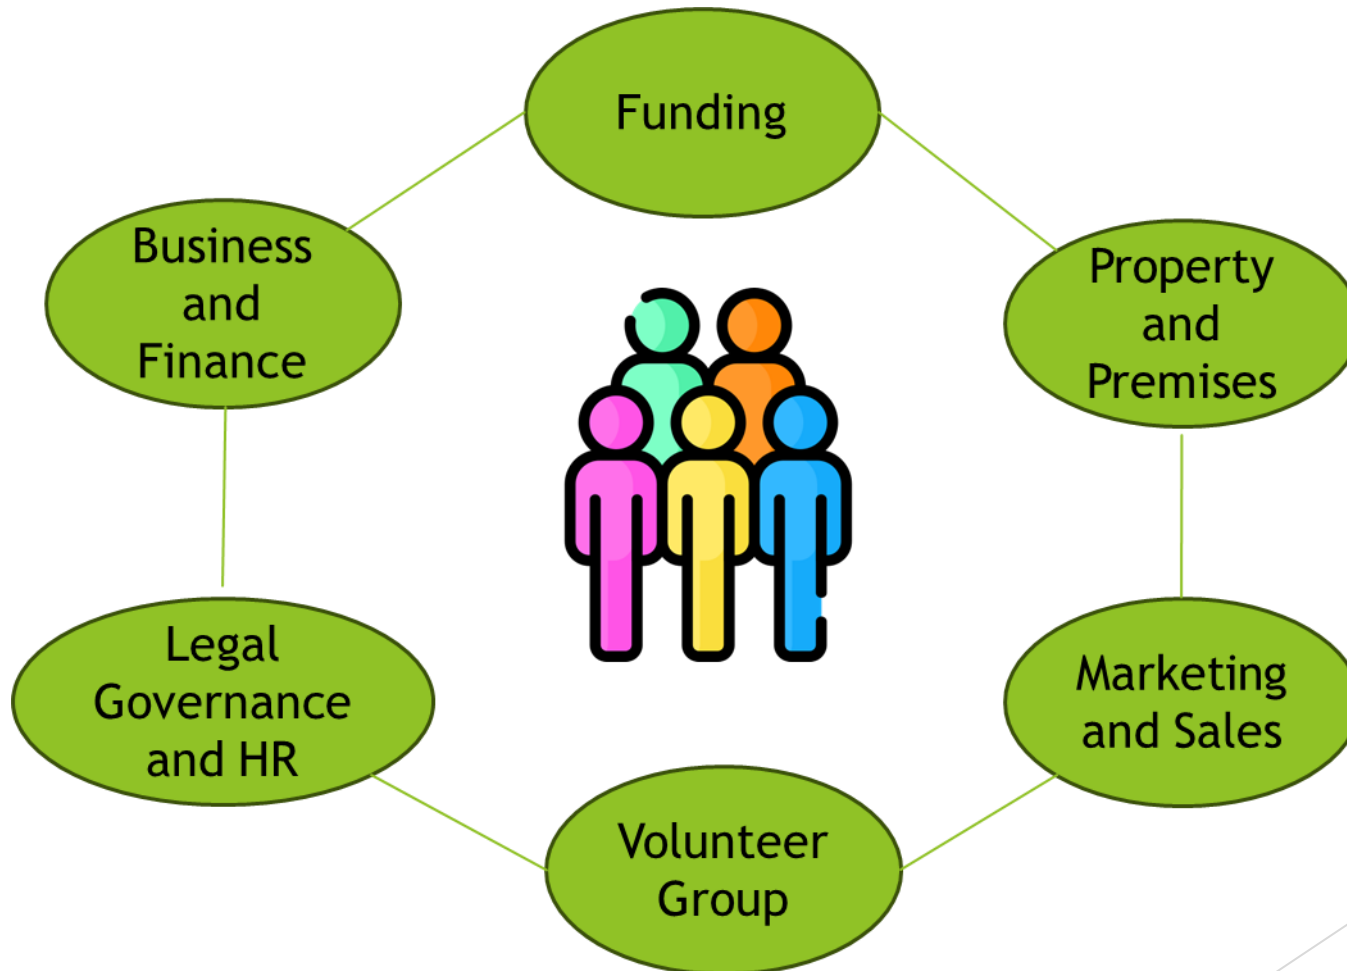 Funding
Business
and
Finance
Property
and
Premises
Legal
Governance
and HR
Marketing
and Sales
Volunteer
Group